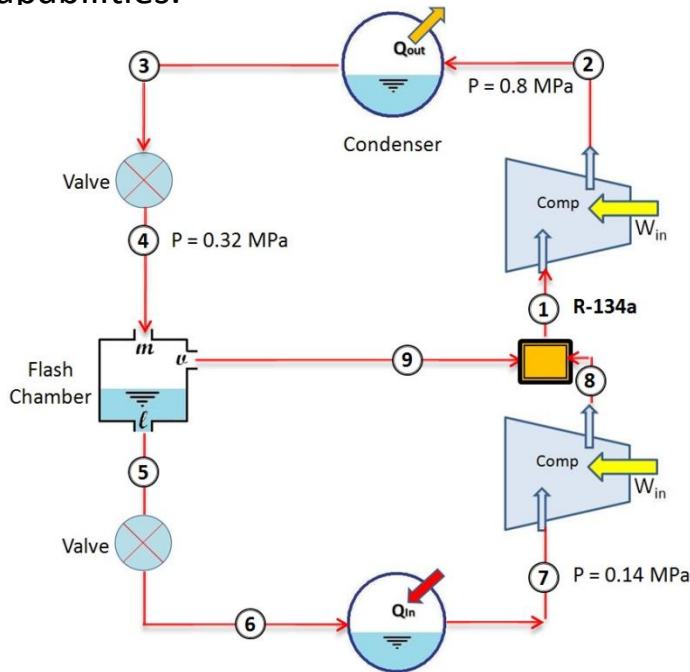 capabilities.
Qout
3
2
P = 0.8 MPa
Condenser
Valve
Comp
Win
4
P = 0.32 MPa
1
R-134a
m
v
9
Flash
Chamber
8
ℓ
5
Comp
Win
Valve
7
P = 0.14 MPa
QIn
6